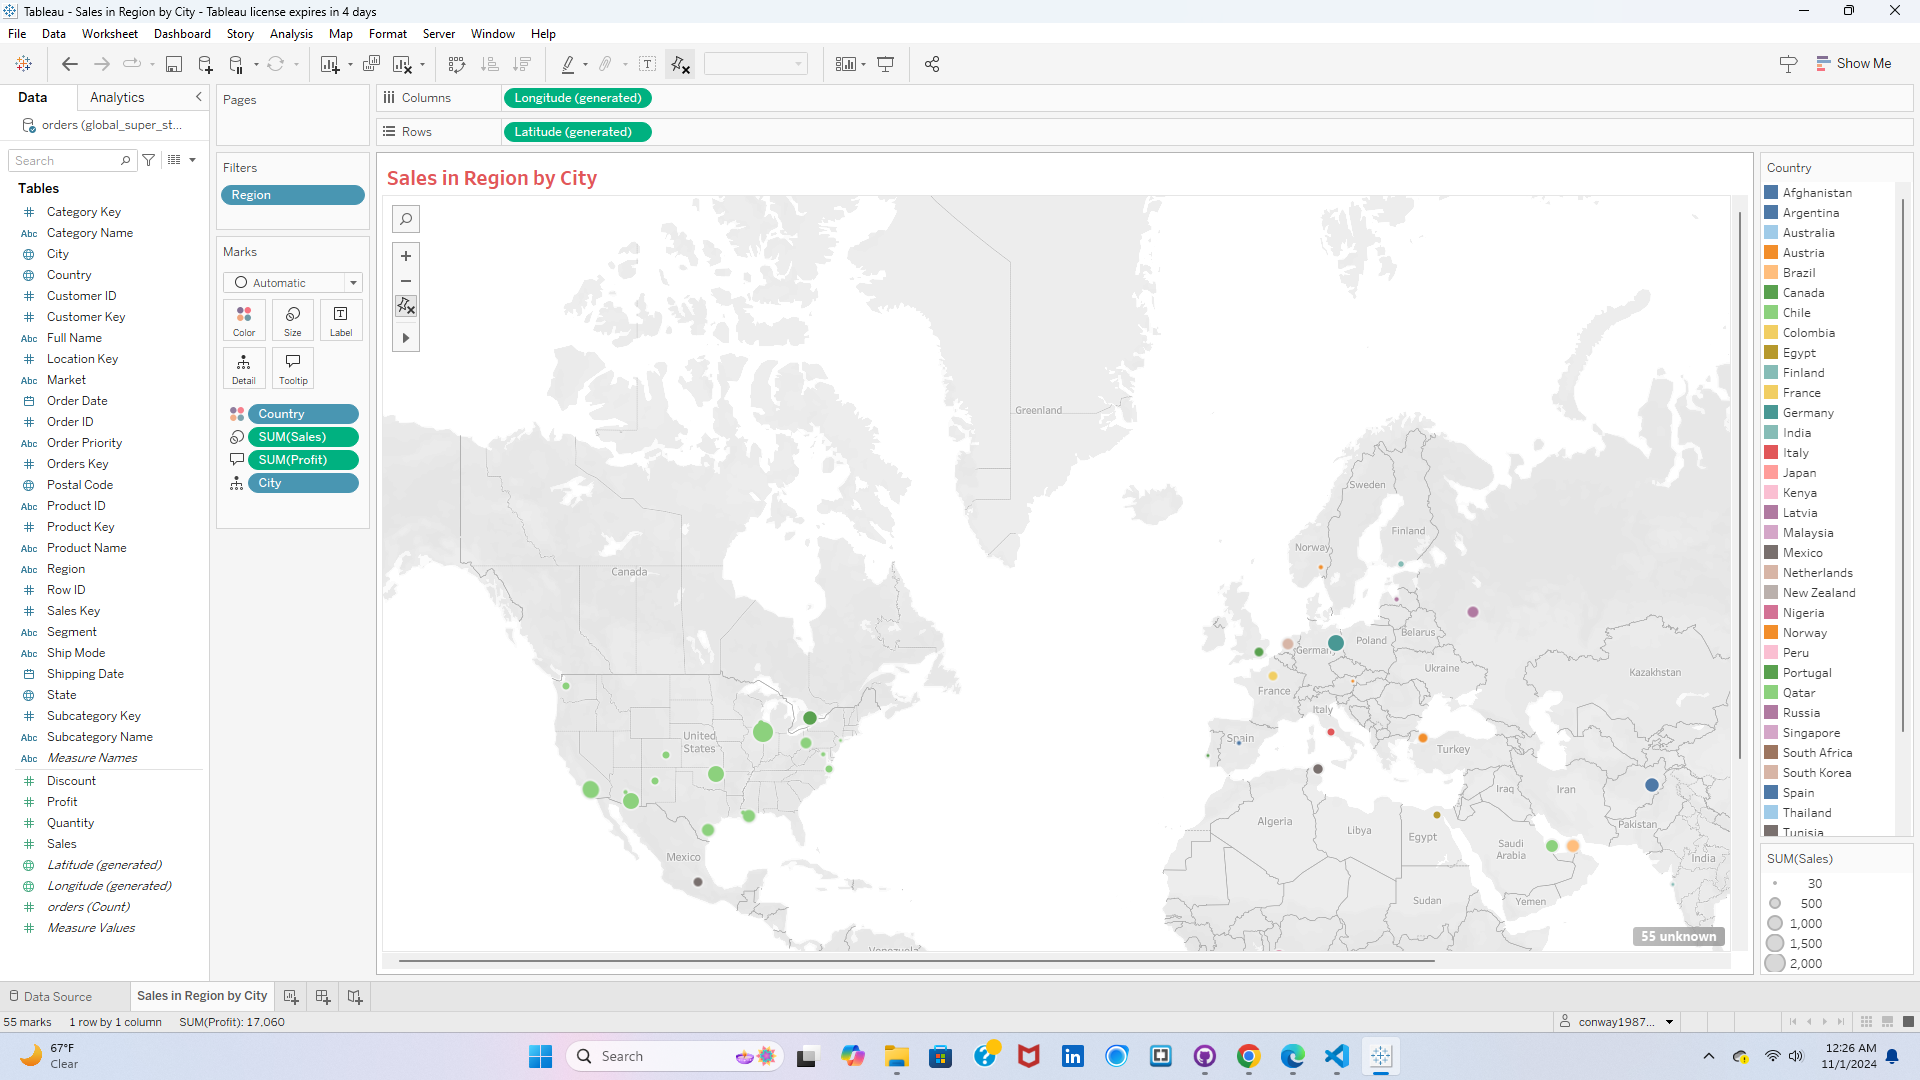 Tableau - Sales in Region by City - Tableau license expires in 4 days
File Data Worksheet Dashboard Story Analysis Map Format Server Window Help
Show Me
Data Analytics
orders (global_super_st...
Search
Tables
# Category Key
Abc Category Name
City
Country
# Customer ID
# Customer Key
Abc Full Name
# Location Key
Abc Market
Order Date
# Order ID
Abc Order Priority
# Orders Key
Postal Code
Abc Product ID
# Product Key
Abc Product Name
Abc Region
# Row ID
# Sales Key
Abc Segment
Abc Ship Mode
Shipping Date
State
# Subcategory Key
Abc Subcategory Name
Abc Measure Names
# Discount
# Profit
# Quantity
# Sales
Latitude (generated)
Longitude (generated)
# orders (Count)
# Measure Values
Pages
Filters
Region
Marks
Automatic
Color Size Label
Detail Tooltip
Country
SUM(Sales)
SUM(Profit)
City
Columns Longitude (generated)
Rows Latitude (generated)
Sales in Region by City
Greenland
Sweden
Finland
Norway
Canada
Poland
Belarus
Germany
Ukraine
Kazakhstan
France
Italy
United
States
Spain
Turkey
Iraq
Iran
Algeria
Libya
Egypt
Pakistan
Saudi
Arabia
Mexico
India
Sudan
Yemen
Venezuela
55 unknown
Country
Afghanistan
Argentina
Australia
Austria
Brazil
Canada
Chile
Colombia
Egypt
Finland
France
Germany
India
Italy
Japan
Kenya
Latvia
Malaysia
Mexico
Netherlands
New Zealand
Nigeria
Norway
Peru
Portugal
Qatar
Russia
Singapore
South Africa
South Korea
Spain
Thailand
Tunisia
SUM(Sales)
30
500
1,000
1,500
2,000
Data Source Sales in Region by City
55 marks 1 row by 1 column SUM(Profit): 17,060
conway1987...
67°F
Clear
Search
12:26 AM
11/1/2024